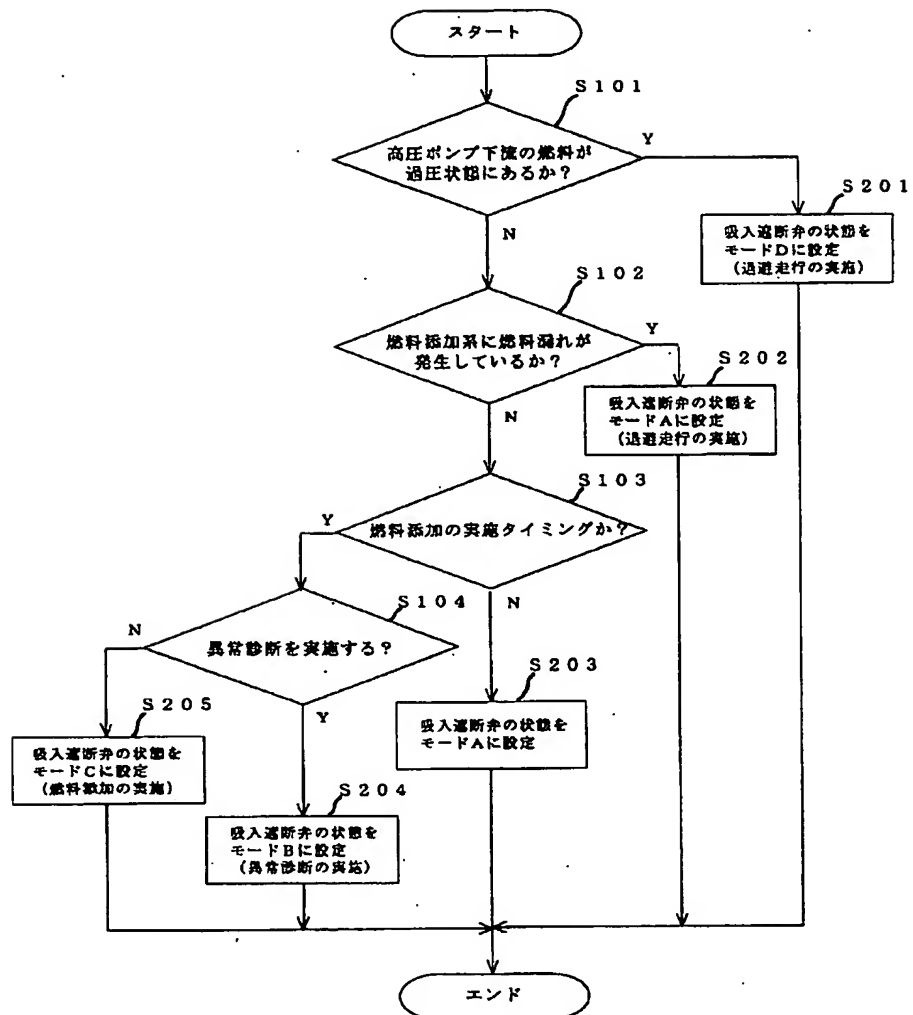 スタート
S101
高圧ポンプ下流の燃料が
過圧状態にあるか?
Y
N
S201
吸入遮断弁の状態を
モードDに設定
(退避走行の実施)
S102
燃料添加系に燃料漏れが
発生しているか?
Y
N
S202
吸入遮断弁の状態を
モードAに設定
(退避走行の実施)
S103
燃料添加の実施タイミングか?
Y
N
S104
異常診断を実施する?
N
Y
S203
吸入遮断弁の状態を
モードAに設定
S205
吸入遮断弁の状態を
モードCに設定
(燃料添加の実施)
S204
吸入遮断弁の状態を
モードBに設定
(異常診断の実施)
エンド